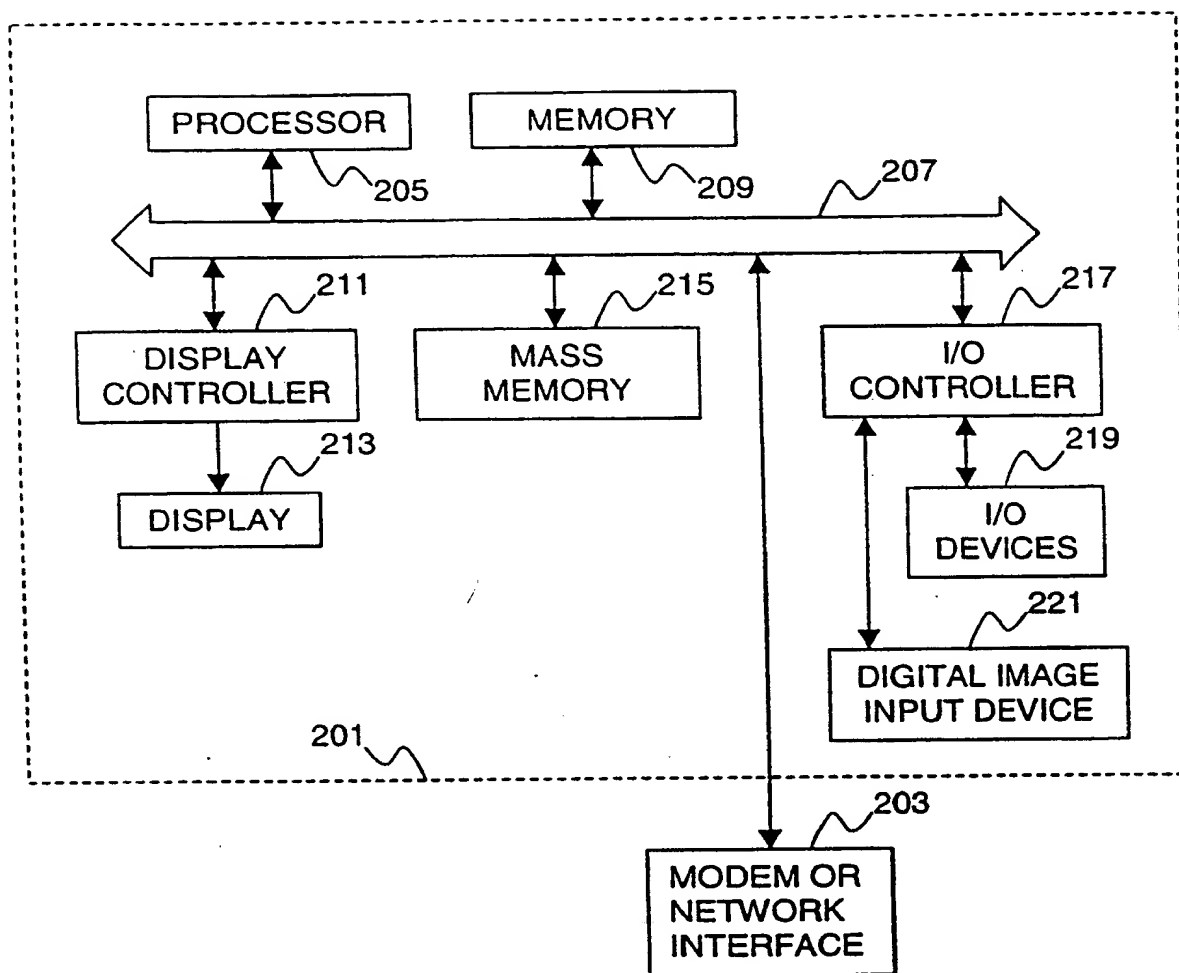 PROCESSOR
205
MEMORY
209
207
211
DISPLAY
CONTROLLER
215
MASS
MEMORY
217
I/O
CONTROLLER
213
DISPLAY
219
I/O
DEVICES
221
DIGITAL IMAGE
INPUT DEVICE
201
203
MODEM OR
NETWORK
INTERFACE